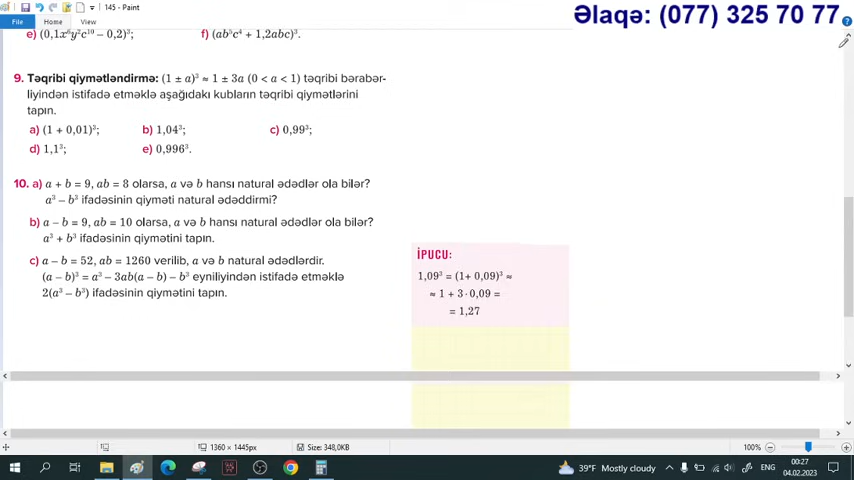 145 - Paint
Əlaqə: (077) 325 70 77
File
Home
View
e) (0,1x⁶y²c¹⁰ – 0,2)³;
f) (ab⁵c⁴ + 1,2abc)³.
9. Təqribi qiymətləndirmə: (1 ± a)³ ≈ 1 ± 3a (0 < a < 1) təqribi bərabər-
liyindən istifadə etməklə aşağıdakı kubların təqribi qiymətlərini
tapın.
a) (1 + 0,01)³;
b) 1,04³;
c) 0,99³;
d) 1,1³;
e) 0,996³.
10. a) a + b = 9, ab = 8 olarsa, a və b hansı natural ədədlər ola bilər?
a³ – b³ ifadəsinin qiyməti natural ədəddirmi?
b) a – b = 9, ab = 10 olarsa, a və b hansı natural ədədlər ola bilər?
a³ + b³ ifadəsinin qiymətini tapın.
c) a – b = 52, ab = 1260 verilib, a və b natural ədədlərdir.
(a – b)³ = a³ – 3ab(a – b) – b³ eyniliyindən istifadə etməklə
2(a³ – b³) ifadəsinin qiymətini tapın.
İPUCU:
1,09³ = (1+ 0,09)³ ≈
≈ 1 + 3·0,09 =
= 1,27
1360 × 1445px
Size: 348,0KB
100%
39°F Mostly cloudy
ENG
00:27
04.02.2023